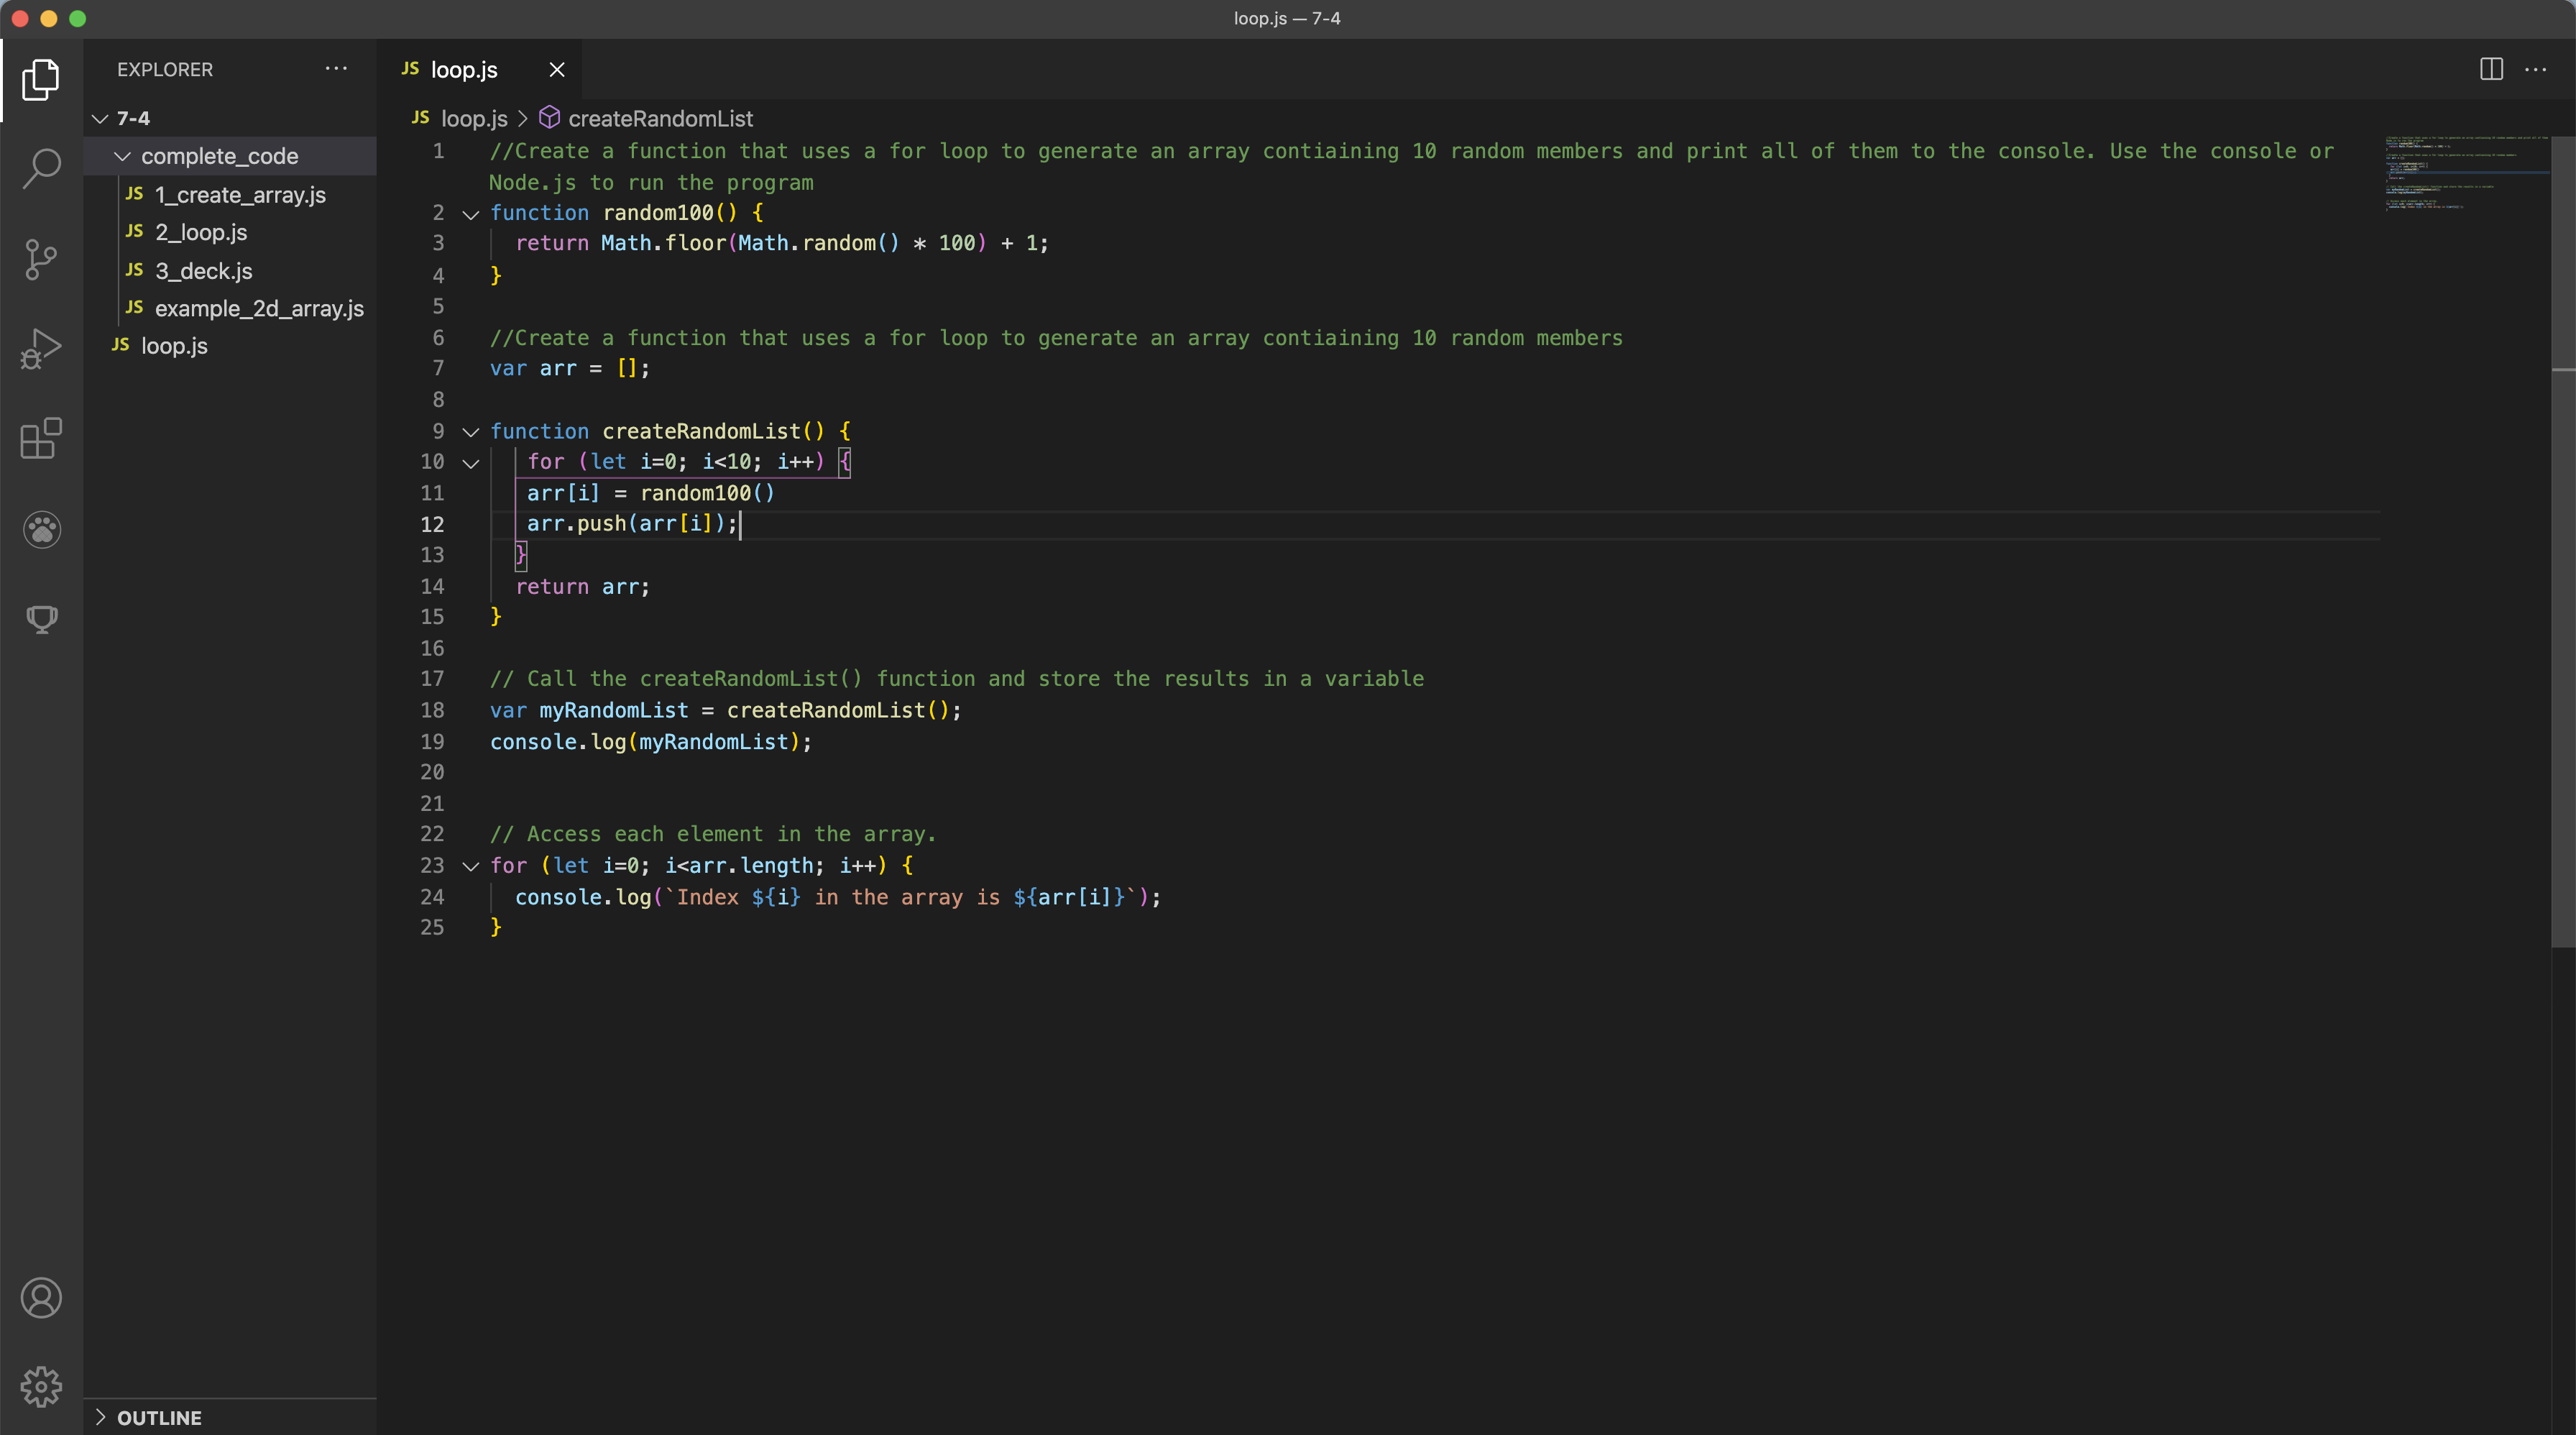 loop.js — 7-4
EXPLORER
7-4
complete_code
JS 1_create_array.js
JS 2_loop.js
JS 3_deck.js
JS example_2d_array.js
JS loop.js
OUTLINE
JS loop.js
JS loop.js > createRandomList
1 //Create a function that uses a for loop to generate an array contiaining 10 random members and print all of them to the console. Use the console or
Node.js to run the program
2 function random100() {
3 return Math.floor(Math.random() * 100) + 1;
4 }
5
6 //Create a function that uses a for loop to generate an array contiaining 10 random members
7 var arr = [];
8
9 function createRandomList() {
10 for (let i=0; i<10; i++) {
11 arr[i] = random100()
12 arr.push(arr[i]);
13 }
14 return arr;
15 }
16
17 // Call the createRandomList() function and store the results in a variable
18 var myRandomList = createRandomList();
19 console.log(myRandomList);
20
21
22 // Access each element in the array.
23 for (let i=0; i<arr.length; i++) {
24 console.log(`Index ${i} in the array is ${arr[i]}`);
25 }